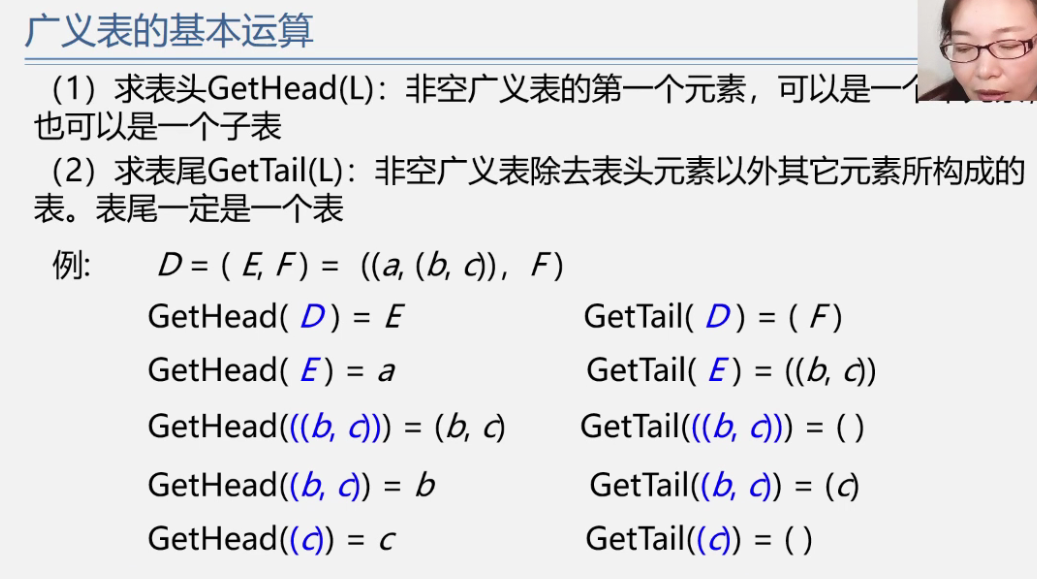 广义表的基本运算
（1）求表头GetHead(L)：非空广义表的第一个元素，可以是一个
也可以是一个子表
（2）求表尾GetTail(L)：非空广义表除去表头元素以外其它元素所构成的
表。表尾一定是一个表
例: D = ( E, F ) = ((a, (b, c))，F )
GetHead( D ) = E GetTail( D ) = ( F )
GetHead( E ) = a GetTail( E ) = ((b, c))
GetHead(((b, c))) = (b, c) GetTail(((b, c))) = ( )
GetHead((b, c)) = b GetTail((b, c)) = (c)
GetHead((c)) = c GetTail((c)) = ( )